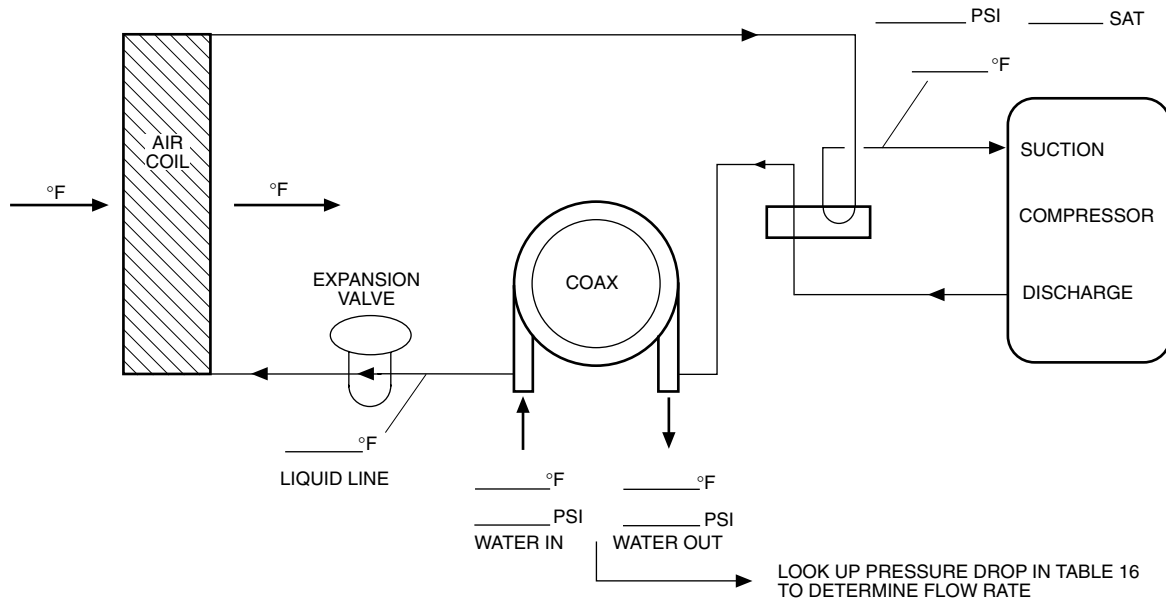 PSI SAT
°F
AIR
COIL
SUCTION
°F °F
COMPRESSOR
EXPANSION
VALVE
COAX
DISCHARGE
°F
LIQUID LINE
°F °F
PSI PSI
WATER IN WATER OUT
LOOK UP PRESSURE DROP IN TABLE 16
TO DETERMINE FLOW RATE